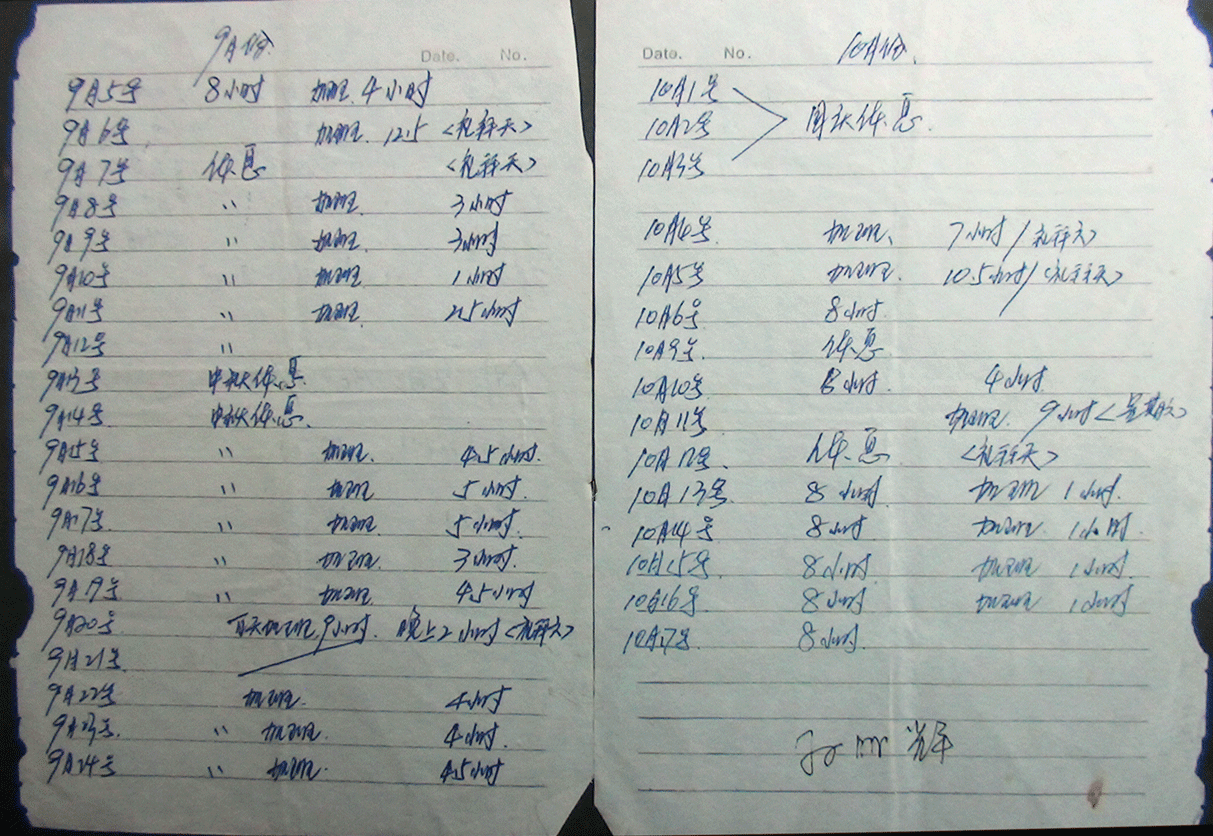 9月份
Date. No.
9月5号 8小时 加班 4小时
9月6号 加班 12.5 <礼拜天>
9月7号 休息 <礼拜天>
9月8号 〃 加班 3小时
9月9号 〃 加班 3小时
9月10号 〃 加班 1小时
9月11号 〃 加班 2.5小时
9月12号 〃
9月13号 中秋休息
9月14号 中秋休息
9月15号 〃 加班 4.5小时
9月16号 〃 加班 5小时
9月17号 〃 加班 5小时
9月18号 〃 加班 3小时
9月19号 〃 加班 4.5小时
9月20号 百天加班 9小时 晚上2小时<礼拜六>
9月21号
9月22号 加班 4小时
9月23号 〃 加班 4小时
9月24号 〃 加班 4.5小时
Date. No.
10月份
10月1号
10月2号 国庆休息
10月3号
10月4号 加班 7小时/礼拜六
10月5号 加班 10.5小时/<礼拜天>
10月6号 8小时
10月9号 休息
10月10号 8小时 4小时
10月11号 加班 9小时<星期六>
10月12号 休息 <礼拜天>
10月13号 8小时 加班 1小时
10月14号 8小时 加班 1小时
10月15号 8小时 加班 1小时
10月16号 8小时 加班 1小时
10月17号 8小时
辉